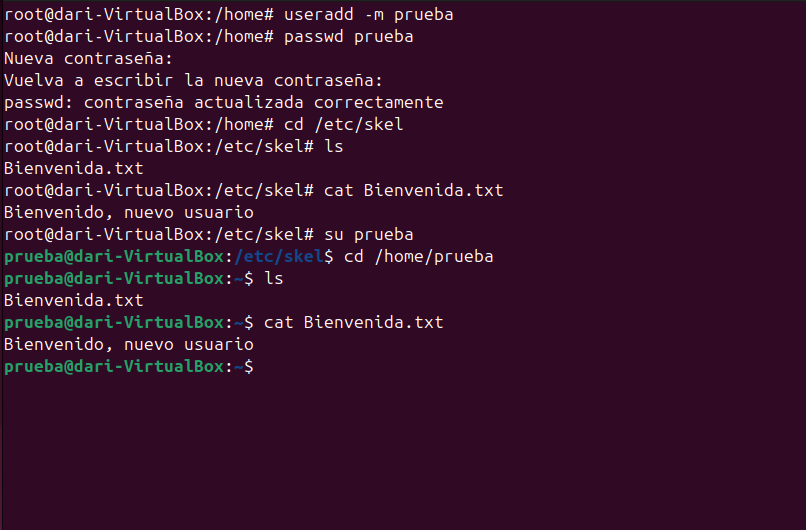 root@dari-VirtualBox:/home# useradd -m prueba
root@dari-VirtualBox:/home# passwd prueba
Nueva contraseña:
Vuelva a escribir la nueva contraseña:
passwd: contraseña actualizada correctamente
root@dari-VirtualBox:/home# cd /etc/skel
root@dari-VirtualBox:/etc/skel# ls
Bienvenida.txt
root@dari-VirtualBox:/etc/skel# cat Bienvenida.txt
Bienvenido, nuevo usuario
root@dari-VirtualBox:/etc/skel# su prueba
prueba@dari-VirtualBox:/etc/skel$ cd /home/prueba
prueba@dari-VirtualBox:~$ ls
Bienvenida.txt
prueba@dari-VirtualBox:~$ cat Bienvenida.txt
Bienvenido, nuevo usuario
prueba@dari-VirtualBox:~$